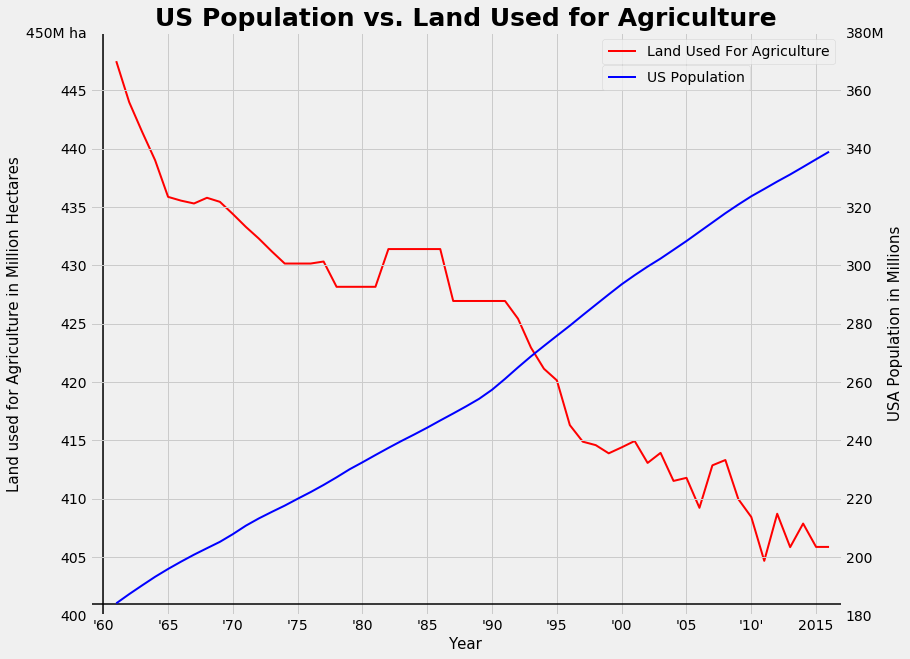 US Population vs. Land Used for Agriculture
450M ha
380M
Land Used For Agriculture
US Population
445
360
440
340
435
320
430
300
425
280
420
260
415
240
410
220
405
200
400
180
Land used for Agriculture in Million Hectares
USA Population in Millions
'60 '65 '70 '75 '80 '85 '90 '95 '00 '05 '10' 2015
Year